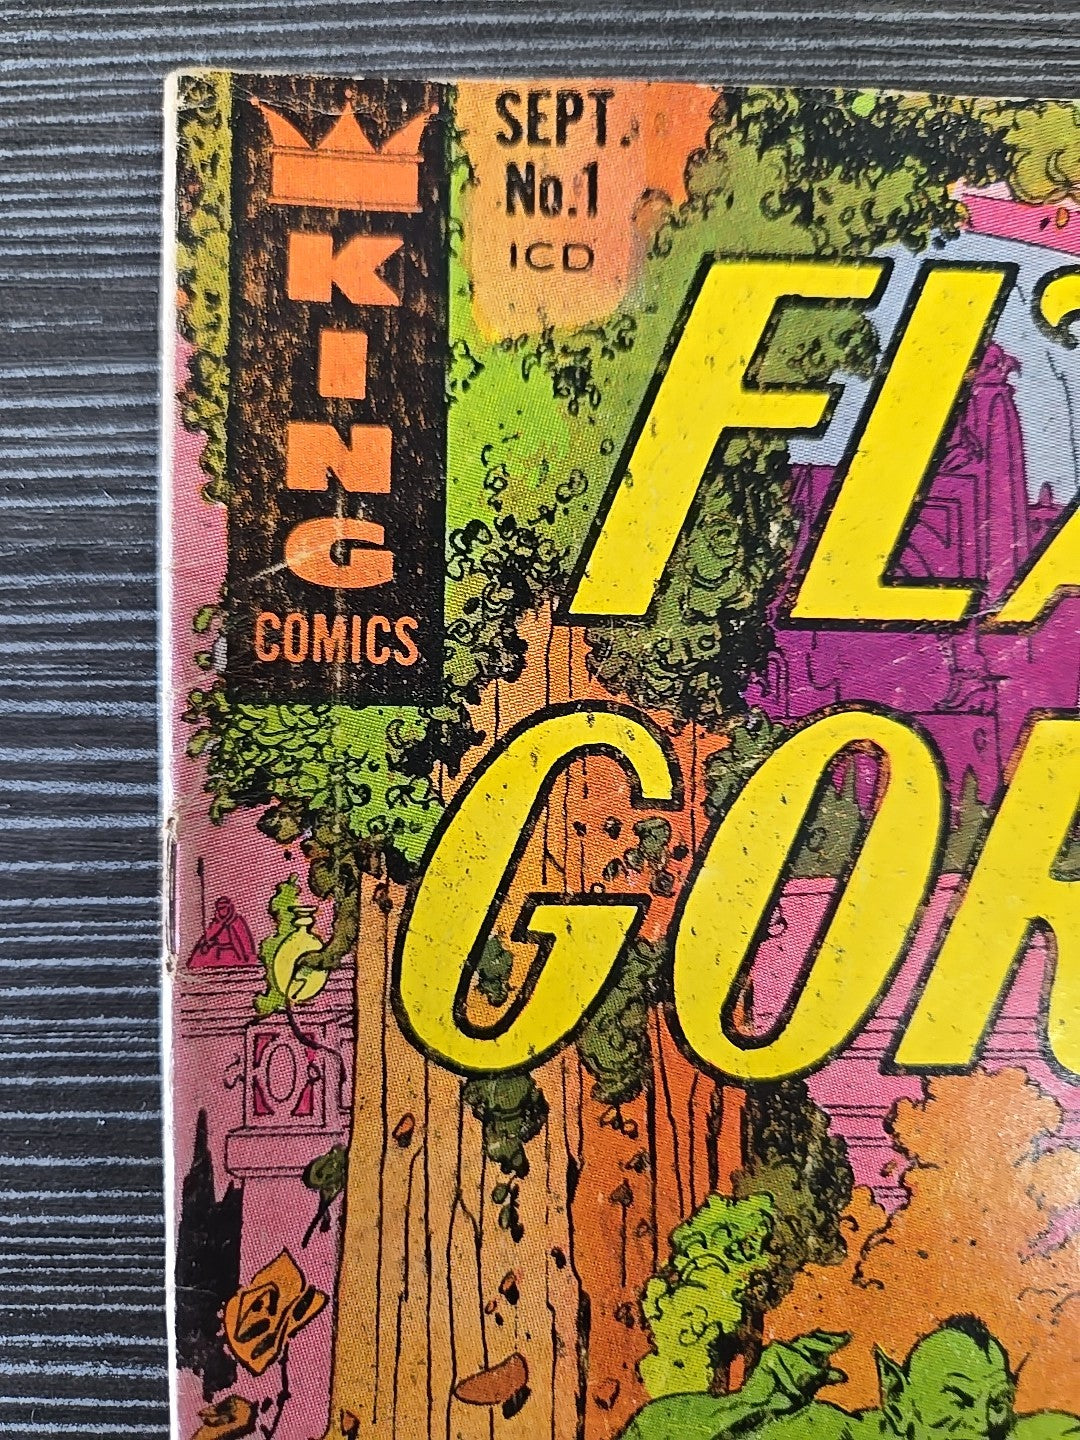 KING
COMICS
SEPT.
No.1
ICD
FL
GOR